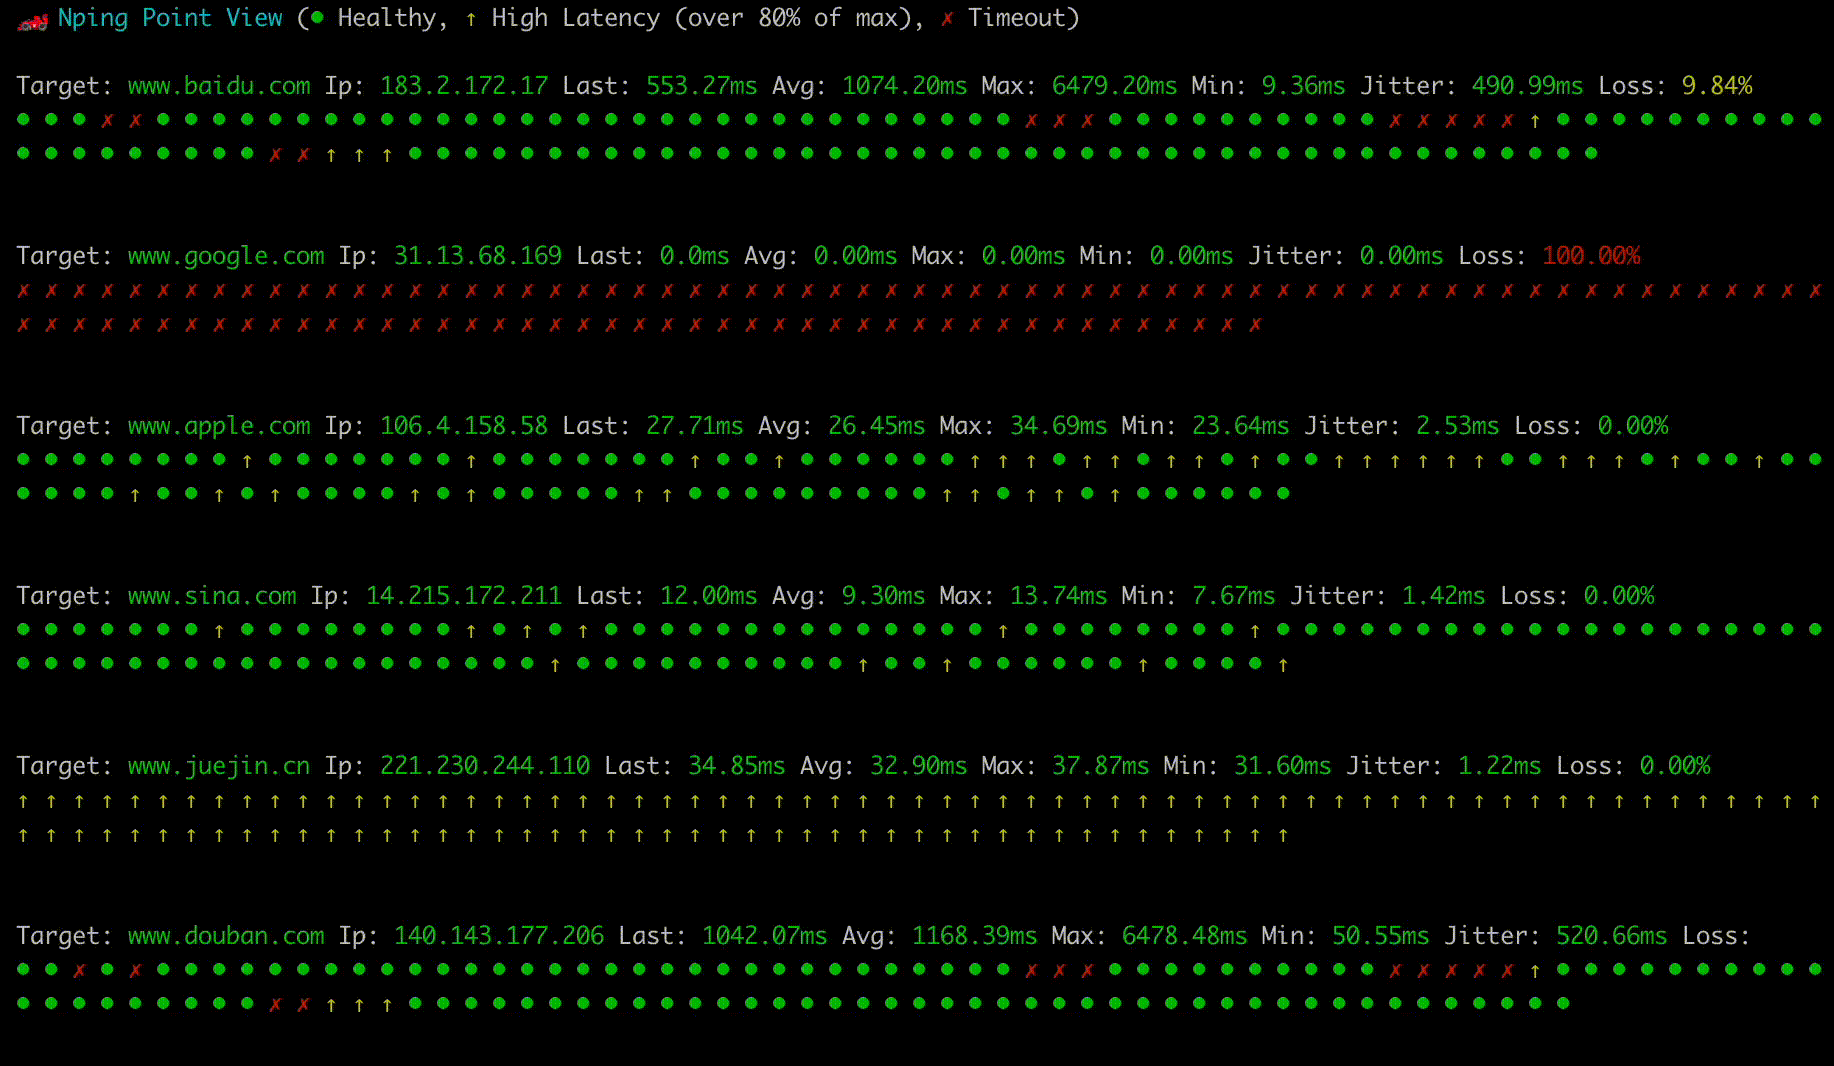 Nping Point View (● Healthy, ↑ High Latency (over 80% of max), ✗ Timeout)
Target: www.baidu.com Ip: 183.2.172.17 Last: 553.27ms Avg: 1074.20ms Max: 6479.20ms Min: 9.36ms Jitter: 490.99ms Loss: 9.84%
● ● ● ✗ ✗ ● ● ● ● ● ● ● ● ● ● ● ● ● ● ● ● ● ● ● ● ● ● ● ● ● ● ● ● ● ● ● ✗ ✗ ✗ ● ● ● ● ● ● ● ● ● ● ✗ ✗ ✗ ✗ ✗ ↑ ● ● ● ● ● ● ● ● ● ●
● ● ● ● ● ● ● ● ● ✗ ✗ ↑ ↑ ↑ ● ● ● ● ● ● ● ● ● ● ● ● ● ● ● ● ● ● ● ● ● ● ● ● ● ● ● ● ● ● ● ● ● ● ● ● ● ● ● ● ● ● ●
Target: www.google.com Ip: 31.13.68.169 Last: 0.0ms Avg: 0.00ms Max: 0.00ms Min: 0.00ms Jitter: 0.00ms Loss: 100.00%
✗ ✗ ✗ ✗ ✗ ✗ ✗ ✗ ✗ ✗ ✗ ✗ ✗ ✗ ✗ ✗ ✗ ✗ ✗ ✗ ✗ ✗ ✗ ✗ ✗ ✗ ✗ ✗ ✗ ✗ ✗ ✗ ✗ ✗ ✗ ✗ ✗ ✗ ✗ ✗ ✗ ✗ ✗ ✗ ✗ ✗ ✗ ✗ ✗ ✗ ✗ ✗ ✗ ✗ ✗ ✗ ✗ ✗ ✗ ✗ ✗ ✗ ✗ ✗ ✗
✗ ✗ ✗ ✗ ✗ ✗ ✗ ✗ ✗ ✗ ✗ ✗ ✗ ✗ ✗ ✗ ✗ ✗ ✗ ✗ ✗ ✗ ✗ ✗ ✗ ✗ ✗ ✗ ✗ ✗ ✗ ✗ ✗ ✗ ✗ ✗ ✗ ✗ ✗ ✗ ✗ ✗ ✗ ✗ ✗
Target: www.apple.com Ip: 106.4.158.58 Last: 27.71ms Avg: 26.45ms Max: 34.69ms Min: 23.64ms Jitter: 2.53ms Loss: 0.00%
● ● ● ● ● ● ● ● ↑ ● ● ● ● ● ● ● ↑ ● ● ● ● ● ● ● ↑ ● ● ↑ ● ● ● ● ● ● ↑ ↑ ↑ ● ↑ ↑ ● ↑ ↑ ● ↑ ● ● ↑ ↑ ↑ ↑ ↑ ↑ ● ● ↑ ↑ ↑ ● ↑ ● ● ↑ ● ●
● ● ● ● ↑ ● ● ↑ ● ↑ ● ● ● ● ↑ ● ↑ ● ● ● ● ● ↑ ↑ ● ● ● ● ● ● ● ● ● ↑ ↑ ● ↑ ↑ ● ↑ ● ● ● ● ● ●
Target: www.sina.com Ip: 14.215.172.211 Last: 12.00ms Avg: 9.30ms Max: 13.74ms Min: 7.67ms Jitter: 1.42ms Loss: 0.00%
● ● ● ● ● ● ● ↑ ● ● ● ● ● ● ● ● ↑ ● ↑ ● ↑ ● ● ● ● ● ● ● ● ● ● ● ● ● ● ↑ ● ● ● ● ● ● ● ● ↑ ● ● ● ● ● ● ● ● ● ● ● ● ● ● ● ● ● ● ● ●
● ● ● ● ● ● ● ● ● ● ● ● ● ● ● ● ● ● ● ↑ ● ● ● ● ● ● ● ● ● ● ↑ ● ● ↑ ● ● ● ● ● ● ↑ ● ● ● ● ↑
Target: www.juejin.cn Ip: 221.230.244.110 Last: 34.85ms Avg: 32.90ms Max: 37.87ms Min: 31.60ms Jitter: 1.22ms Loss: 0.00%
↑ ↑ ↑ ↑ ↑ ↑ ↑ ↑ ↑ ↑ ↑ ↑ ↑ ↑ ↑ ↑ ↑ ↑ ↑ ↑ ↑ ↑ ↑ ↑ ↑ ↑ ↑ ↑ ↑ ↑ ↑ ↑ ↑ ↑ ↑ ↑ ↑ ↑ ↑ ↑ ↑ ↑ ↑ ↑ ↑ ↑ ↑ ↑ ↑ ↑ ↑ ↑ ↑ ↑ ↑ ↑ ↑ ↑ ↑ ↑ ↑ ↑ ↑ ↑ ↑
↑ ↑ ↑ ↑ ↑ ↑ ↑ ↑ ↑ ↑ ↑ ↑ ↑ ↑ ↑ ↑ ↑ ↑ ↑ ↑ ↑ ↑ ↑ ↑ ↑ ↑ ↑ ↑ ↑ ↑ ↑ ↑ ↑ ↑ ↑ ↑ ↑ ↑ ↑ ↑ ↑ ↑ ↑ ↑ ↑ ↑
Target: www.douban.com Ip: 140.143.177.206 Last: 1042.07ms Avg: 1168.39ms Max: 6478.48ms Min: 50.55ms Jitter: 520.66ms Loss:
● ● ✗ ● ✗ ● ● ● ● ● ● ● ● ● ● ● ● ● ● ● ● ● ● ● ● ● ● ● ● ● ● ● ● ● ● ● ✗ ✗ ✗ ● ● ● ● ● ● ● ● ● ● ✗ ✗ ✗ ✗ ✗ ↑ ● ● ● ● ● ● ● ● ● ●
● ● ● ● ● ● ● ● ● ✗ ✗ ↑ ↑ ↑ ● ● ● ● ● ● ● ● ● ● ● ● ● ● ● ● ● ● ● ● ● ● ● ● ● ● ● ● ● ● ● ● ● ● ● ● ● ● ● ● ● ●